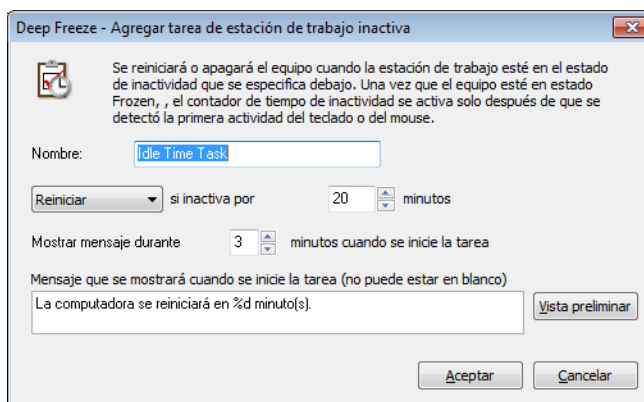 Deep Freeze - Agregar tarea de estación de trabajo inactiva
Se reiniciará o apagará el equipo cuando la estación de trabajo esté en el estado
de inactividad que se especifica debajo. Una vez que el equipo esté en estado
Frozen, , el contador de tiempo de inactividad se activa solo después de que se
detectó la primera actividad del teclado o del mouse.
Nombre: Idle Time Task
Reiniciar si inactiva por 20 minutos
Mostrar mensaje durante 3 minutos cuando se inicie la tarea
Mensaje que se mostrará cuando se inicie la tarea (no puede estar en blanco)
La computadora se reiniciará en %d minuto(s). Vista preliminar
Aceptar Cancelar